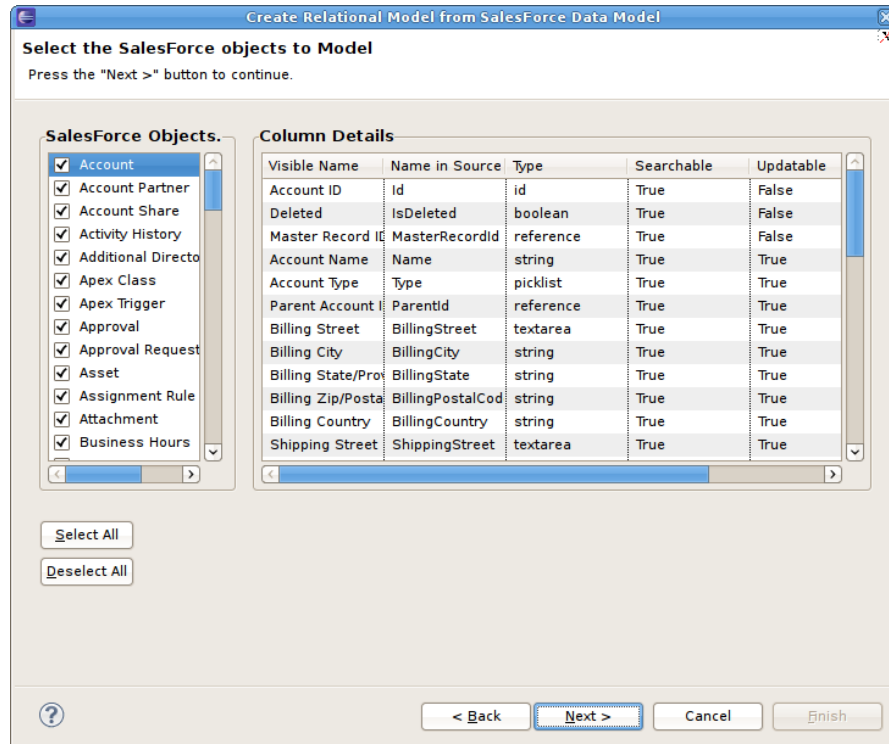 Create Relational Model from SalesForce Data Model
Select the SalesForce objects to Model
Press the "Next >" button to continue.
SalesForce Objects.
Account
Account Partner
Account Share
Activity History
Additional Directo
Apex Class
Apex Trigger
Approval
Approval Request
Asset
Assignment Rule
Attachment
Business Hours
Column Details
Visible Name Name in Source Type Searchable Updatable
Account ID Id id True False
Deleted IsDeleted boolean True False
Master Record ID MasterRecordId reference True False
Account Name Name string True True
Account Type Type picklist True True
Parent Account I ParentId reference True True
Billing Street BillingStreet textarea True True
Billing City BillingCity string True True
Billing State/Prov BillingState string True True
Billing Zip/Posta BillingPostalCod string True True
Billing Country BillingCountry string True True
Shipping Street ShippingStreet textarea True True
Select All
Deselect All
< Back Next > Cancel Finish